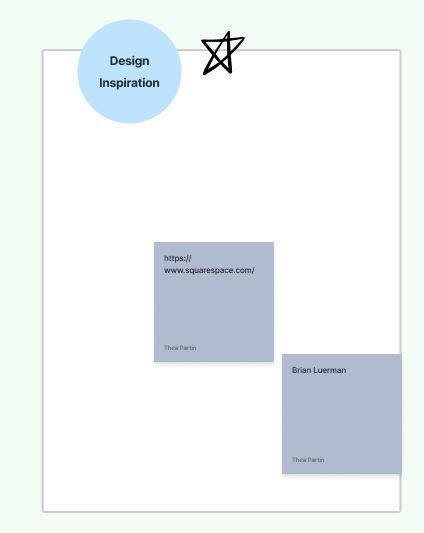 Design
Inspiration
https://
www.squarespace.com/
Thea Partin
Brian Luerman
Thea Partin